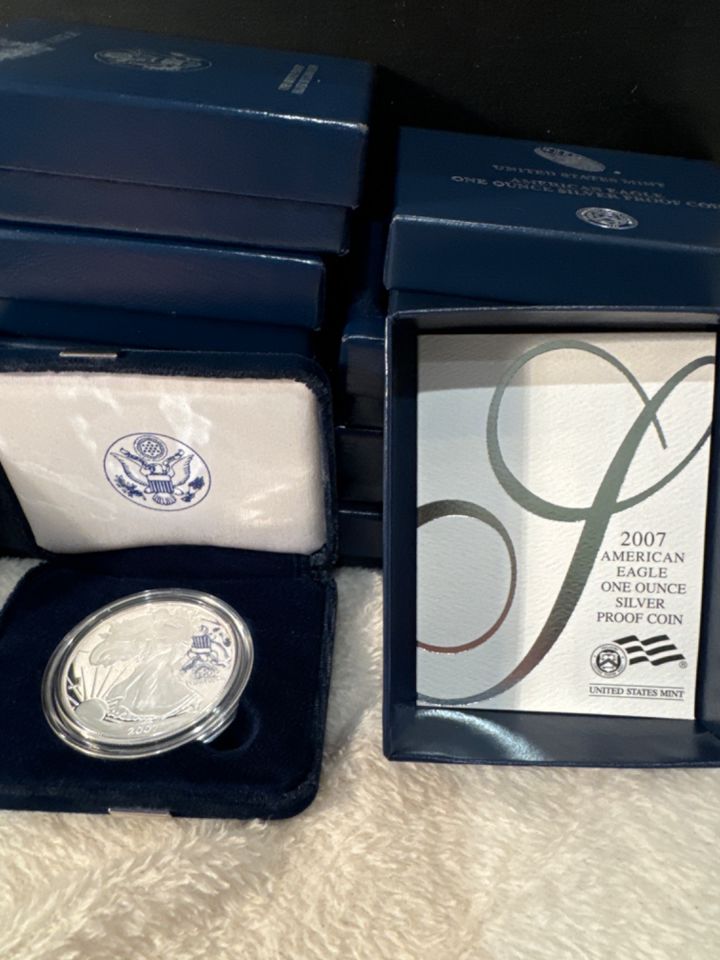 UNITED STATES MINT
AMERICAN EAGLE
ONE OUNCE SILVER PROOF COIN
2007
AMERICAN
EAGLE
ONE OUNCE
SILVER
PROOF COIN
UNITED STATES MINT
2007